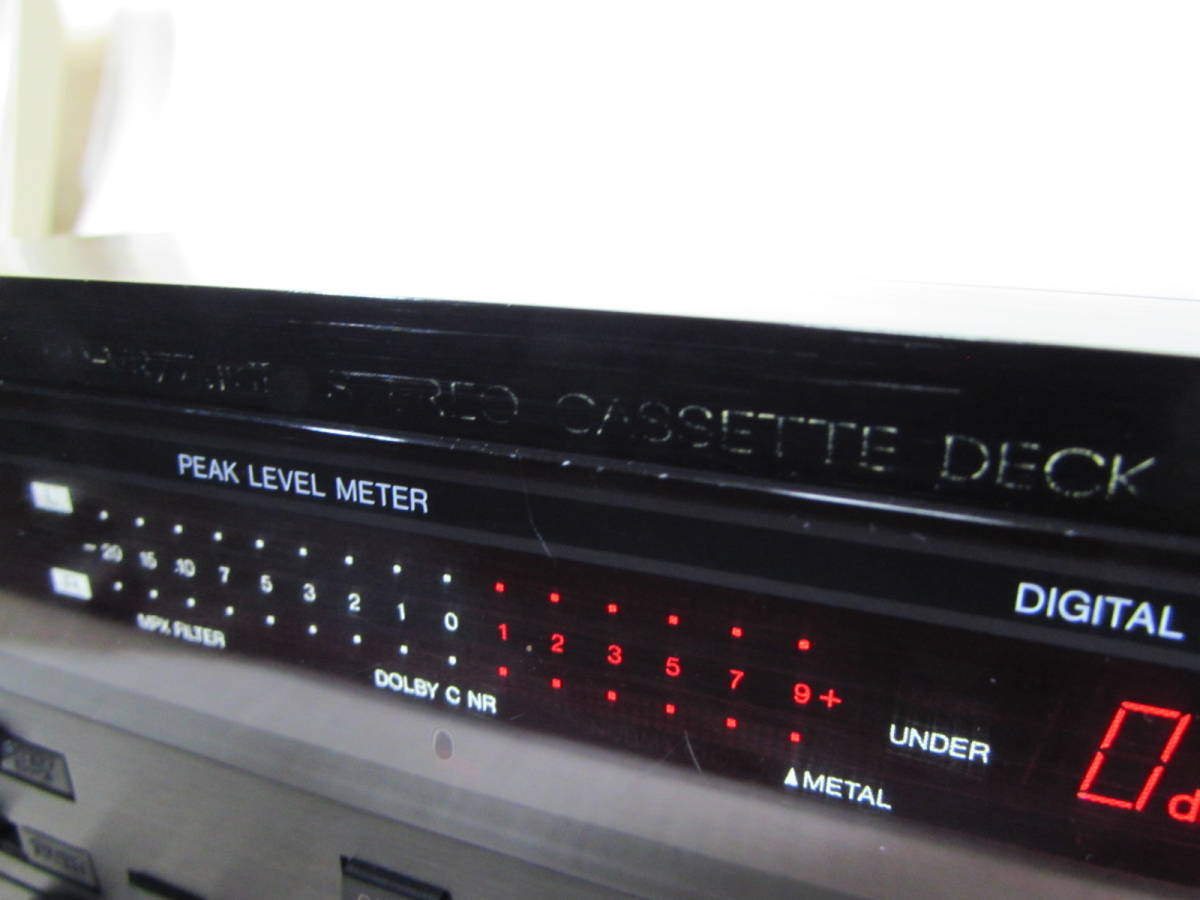 STEREO CASSETTE DECK
PEAK LEVEL METER
DIGITAL
L
-20 15 10 7 5 3 2 1 0 1 2 3 5 7 9+
R
MPX FILTER
DOLBY C NR
UNDER
▲METAL
0d